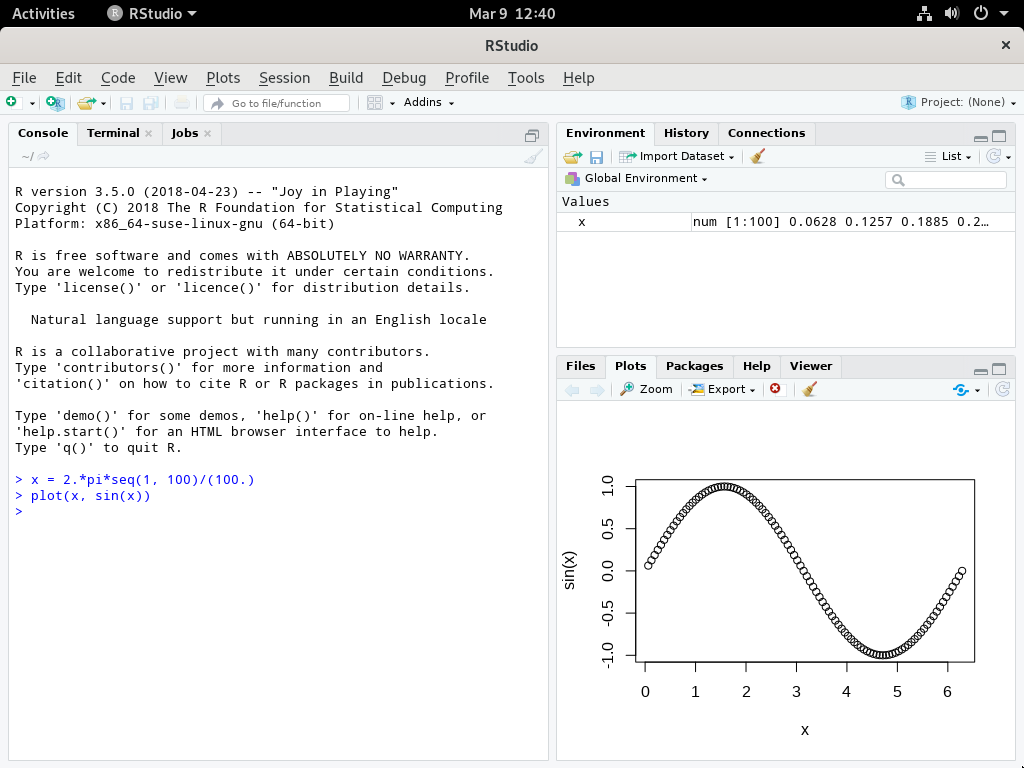 Activities RStudio Mar 9 12:40
RStudio
File Edit Code View Plots Session Build Debug Profile Tools Help
Go to file/function Addins Project: (None)
Console Terminal Jobs
~/
R version 3.5.0 (2018-04-23) -- "Joy in Playing"
Copyright (C) 2018 The R Foundation for Statistical Computing
Platform: x86_64-suse-linux-gnu (64-bit)
R is free software and comes with ABSOLUTELY NO WARRANTY.
You are welcome to redistribute it under certain conditions.
Type 'license()' or 'licence()' for distribution details.
Natural language support but running in an English locale
R is a collaborative project with many contributors.
Type 'contributors()' for more information and
'citation()' on how to cite R or R packages in publications.
Type 'demo()' for some demos, 'help()' for on-line help, or
'help.start()' for an HTML browser interface to help.
Type 'q()' to quit R.
> x = 2.*pi*seq(1, 100)/(100.)
> plot(x, sin(x))
>
Environment History Connections
Import Dataset List
Global Environment
Values
x num [1:100] 0.0628 0.1257 0.1885 0.2…
Files Plots Packages Help Viewer
Zoom Export
1.0
0.5
0.0
-0.5
-1.0
sin(x)
0 1 2 3 4 5 6
x